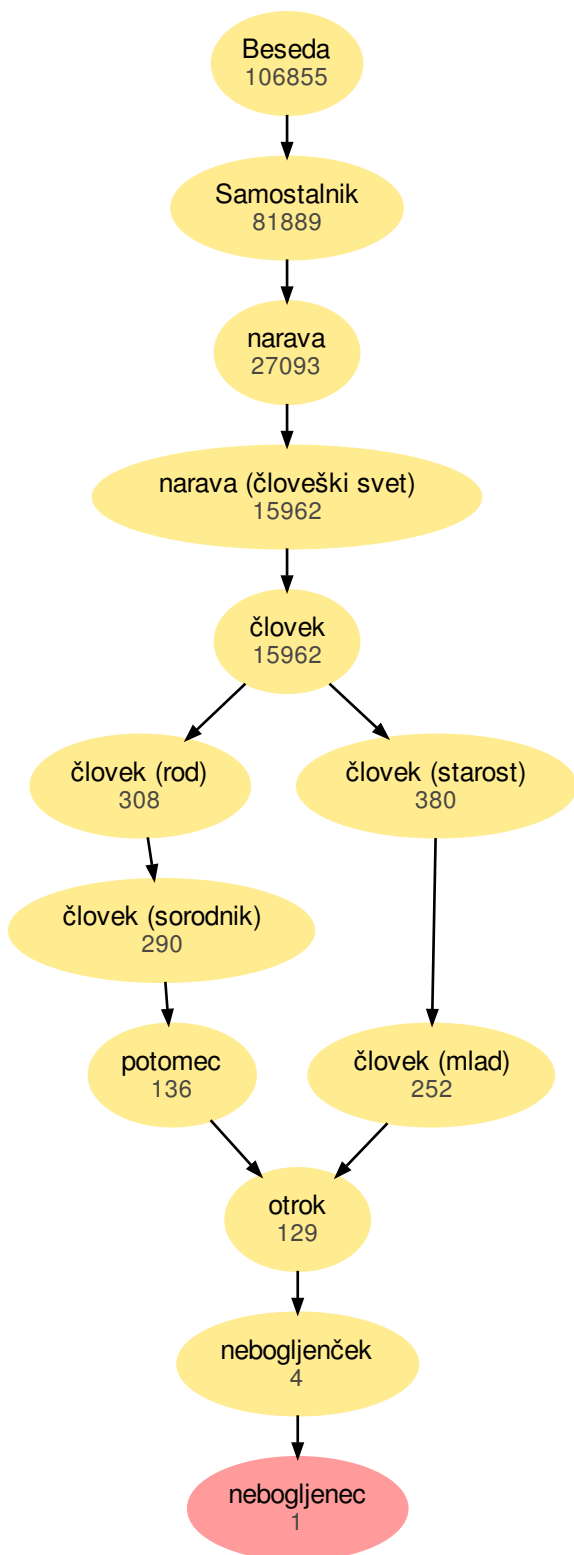 Beseda
106855
Samostalnik
81889
narava
27093
narava (človeški svet)
15962
človek
15962
človek (rod)
308
človek (starost)
380
človek (sorodnik)
290
potomec
136
človek (mlad)
252
otrok
129
nebogljenček
4
nebogljenec
1